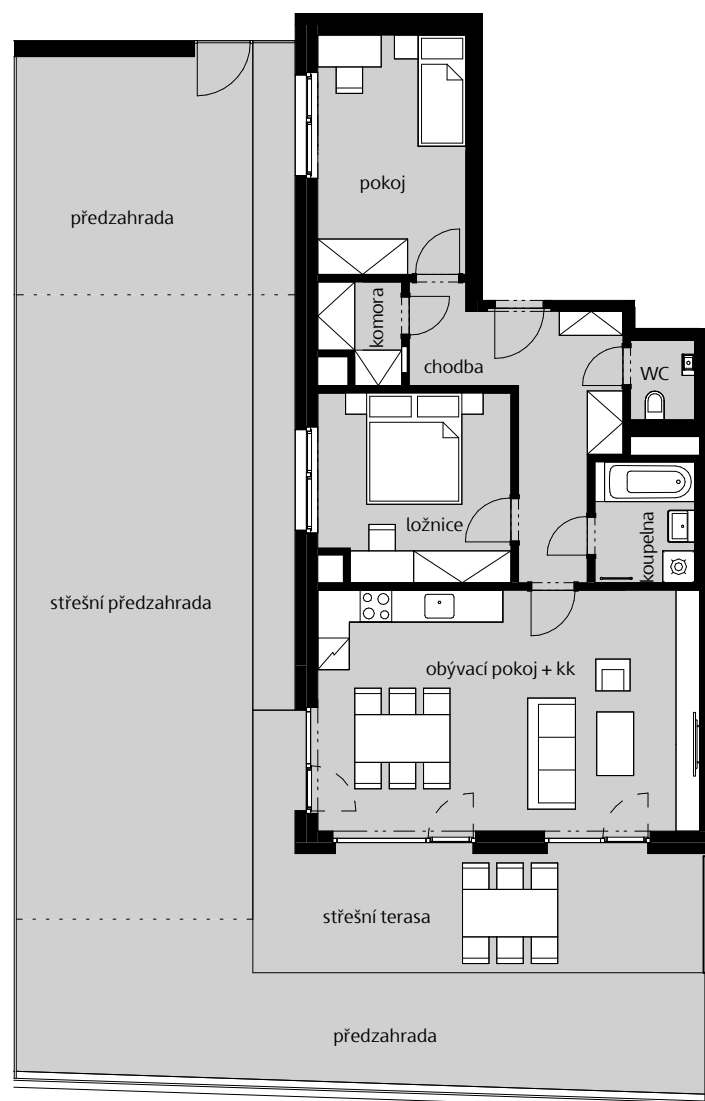 pokoj
předzahrada
komora
chodba
WC
ložnice
koupelna
střešní předzahrada
obývací pokoj + kk
střešní terasa
předzahrada